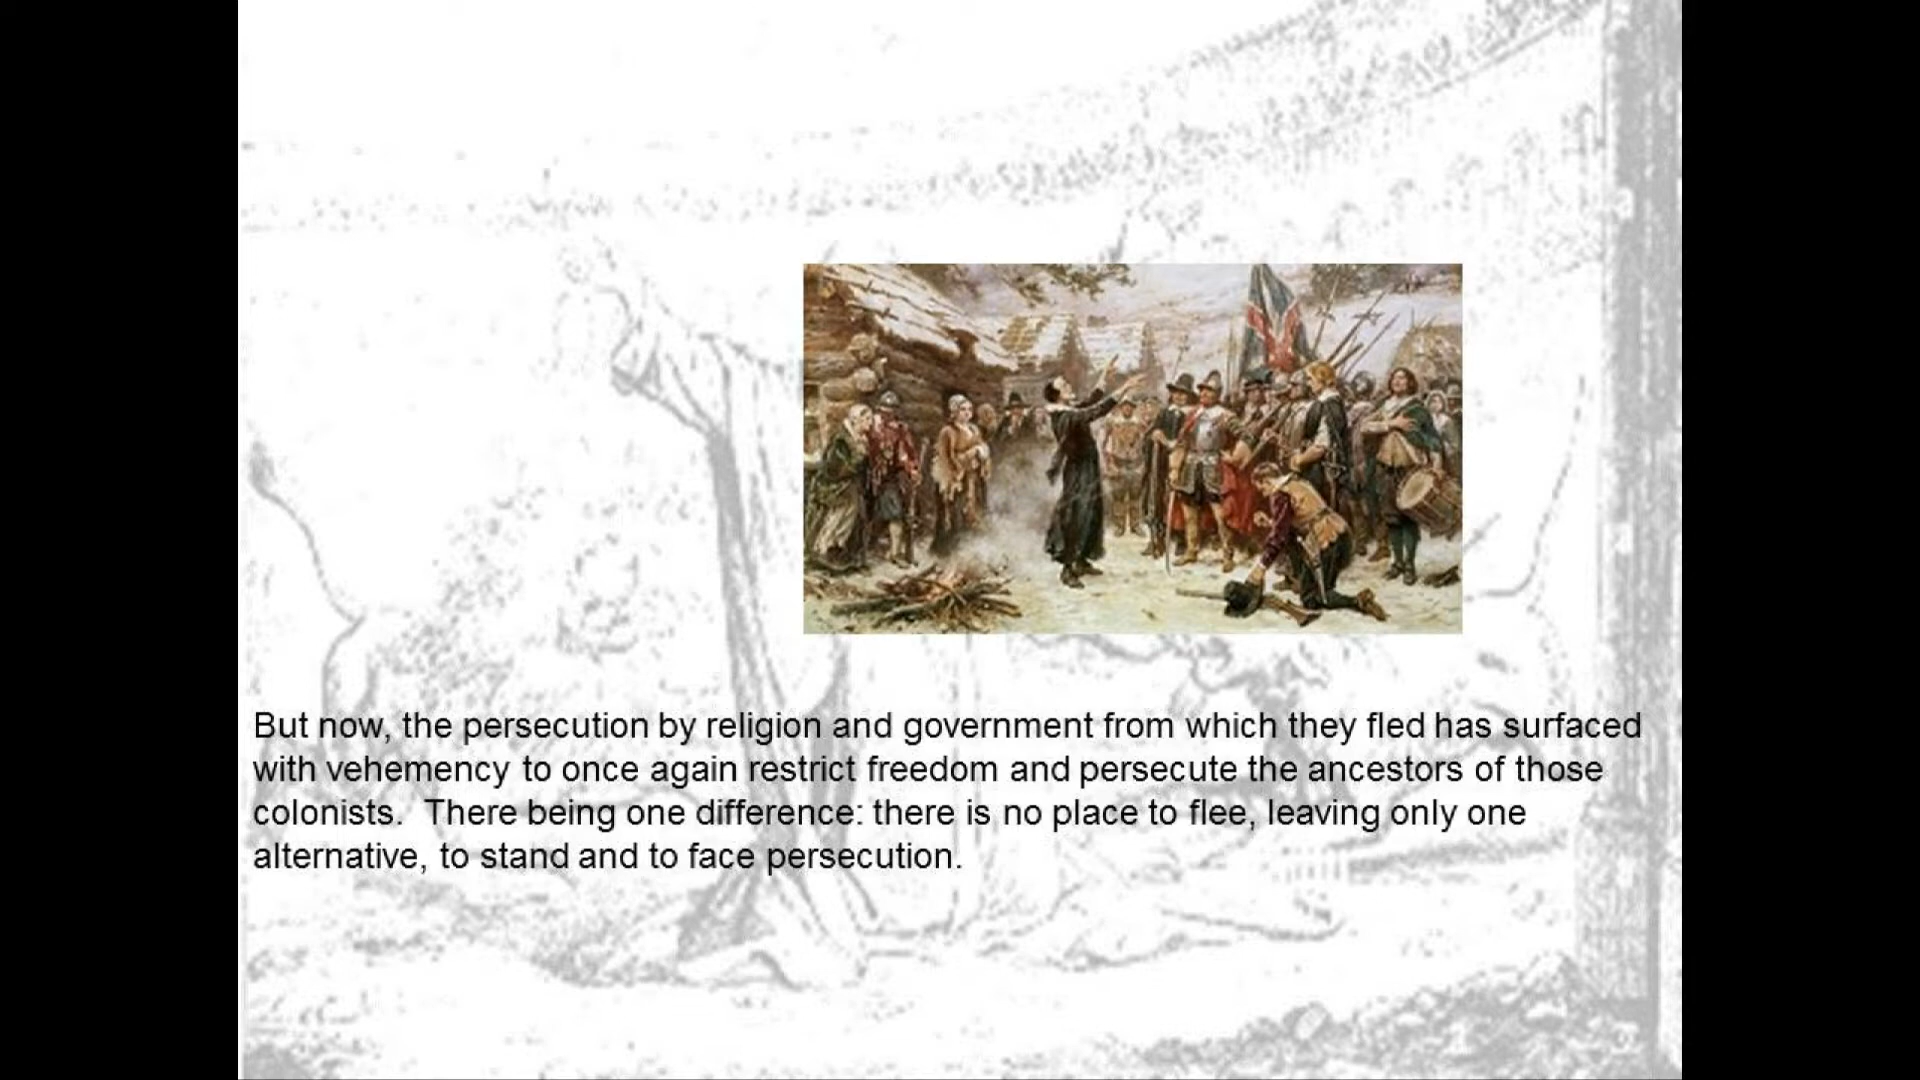 But now, the persecution by religion and government from which they fled has surfaced
with vehemency to once again restrict freedom and persecute the ancestors of those
colonists.  There being one difference: there is no place to flee, leaving only one
alternative, to stand and to face persecution.